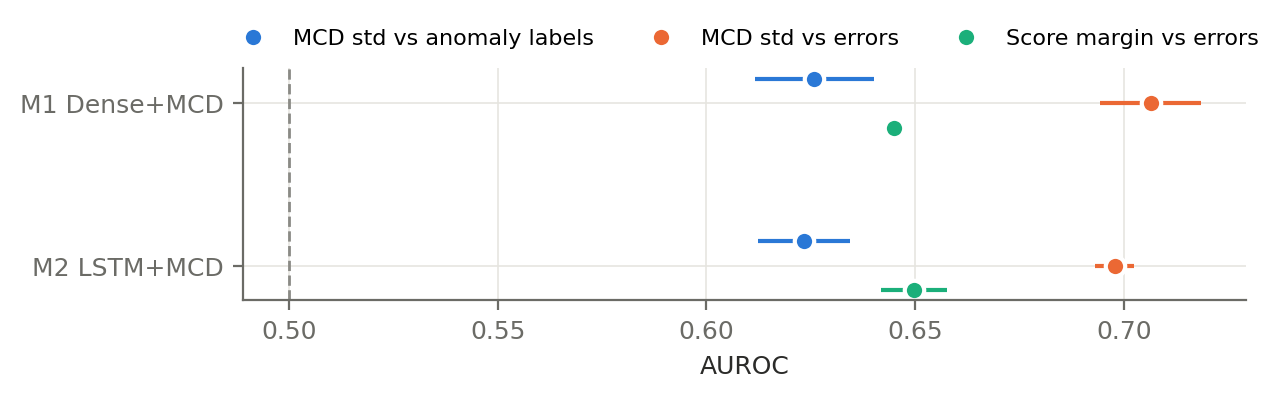 MCD std vs anomaly labels MCD std vs errors Score margin vs errors
M1 Dense+MCD
M2 LSTM+MCD
0.50 0.55 0.60 0.65 0.70
AUROC